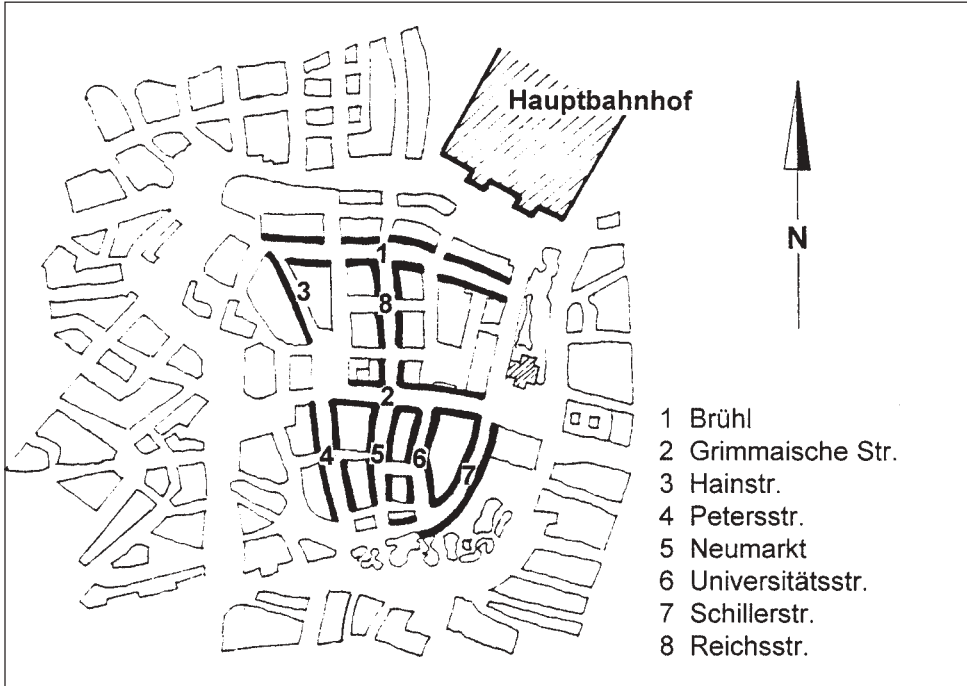 Hauptbahnhof
N
1
3
8
2
4
5
6
7
1 Brühl
2 Grimmaische Str.
3 Hainstr.
4 Petersstr.
5 Neumarkt
6 Universitätsstr.
7 Schillerstr.
8 Reichsstr.